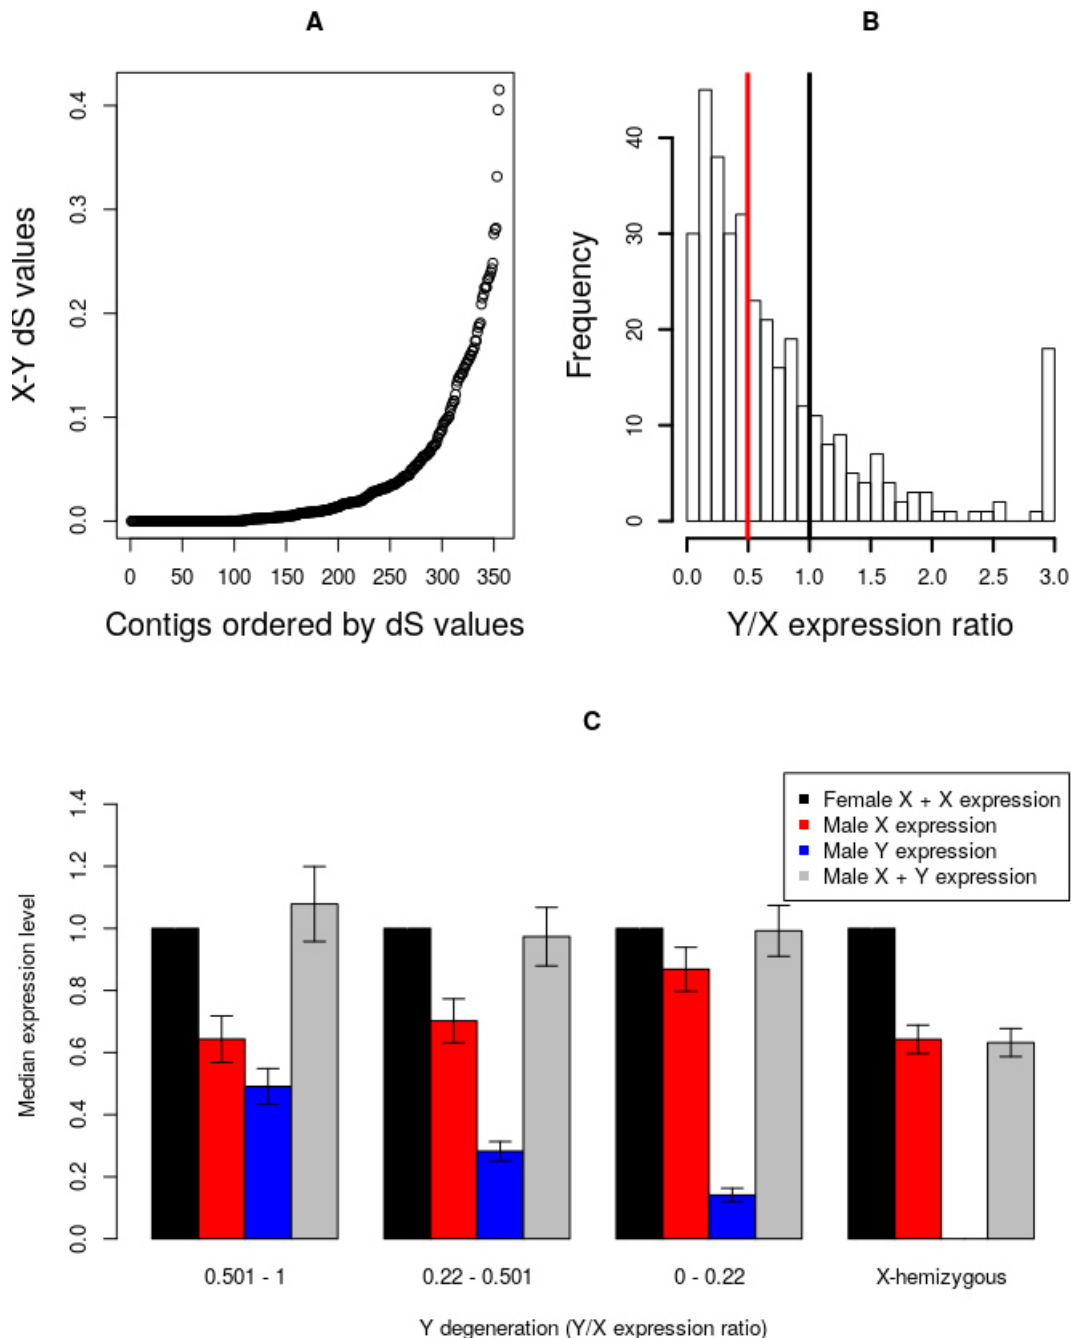 A
X-Y dS values
0.4
0.3
0.2
0.1
0.0
0 50 100 150 200 250 300 350
Contigs ordered by dS values
B
Frequency
40
30
20
10
0
0.0 0.5 1.0 1.5 2.0 2.5 3.0
Y/X expression ratio
C
Female X + X expression
Male X expression
Male Y expression
Male X + Y expression
Median expression level
1.4
1.2
1.0
0.8
0.6
0.4
0.2
0.0
0.501 - 1 0.22 - 0.501 0 - 0.22 X-hemizygous
Y degeneration (Y/X expression ratio)